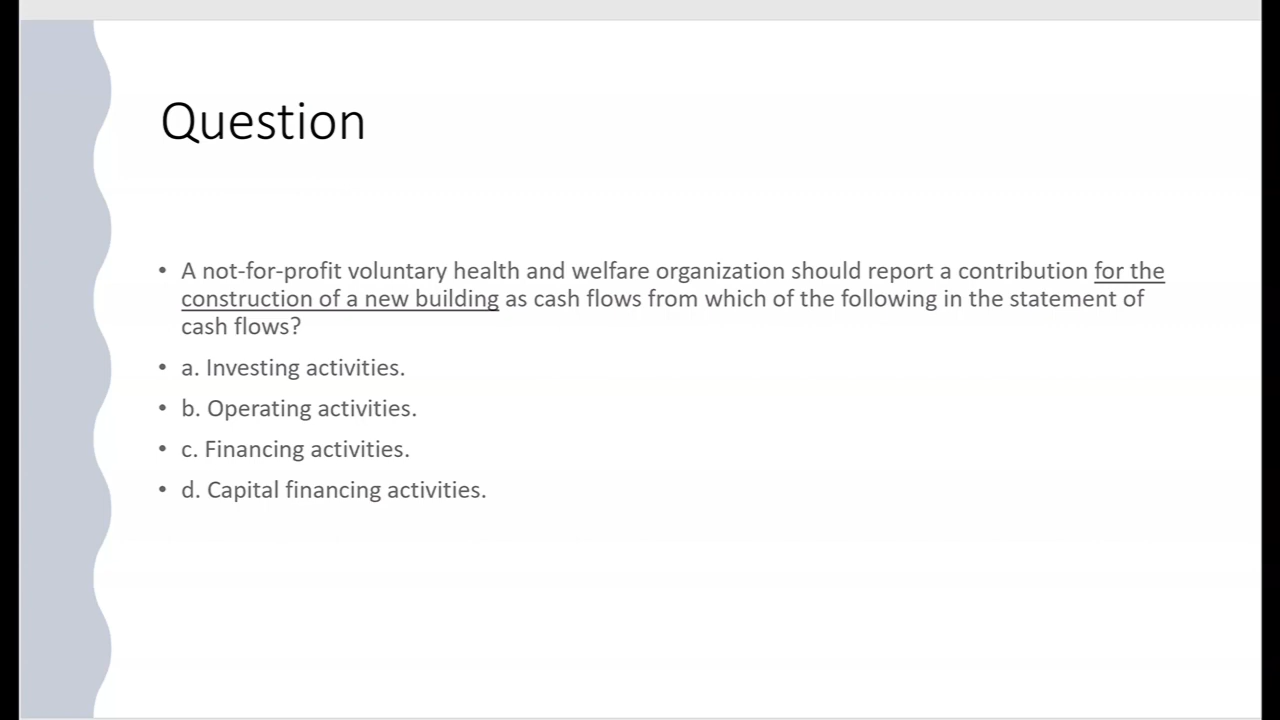 Question
• A not-for-profit voluntary health and welfare organization should report a contribution for the
construction of a new building as cash flows from which of the following in the statement of
cash flows?
• a. Investing activities.
• b. Operating activities.
• c. Financing activities.
• d. Capital financing activities.